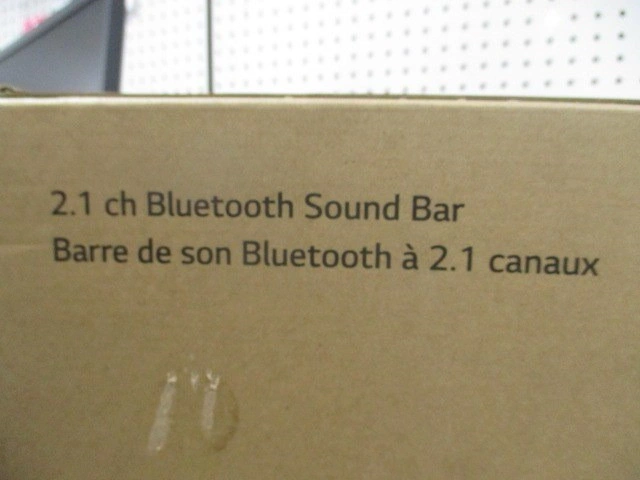 2.1 ch Bluetooth Sound Bar
Barre de son Bluetooth à 2.1 canaux